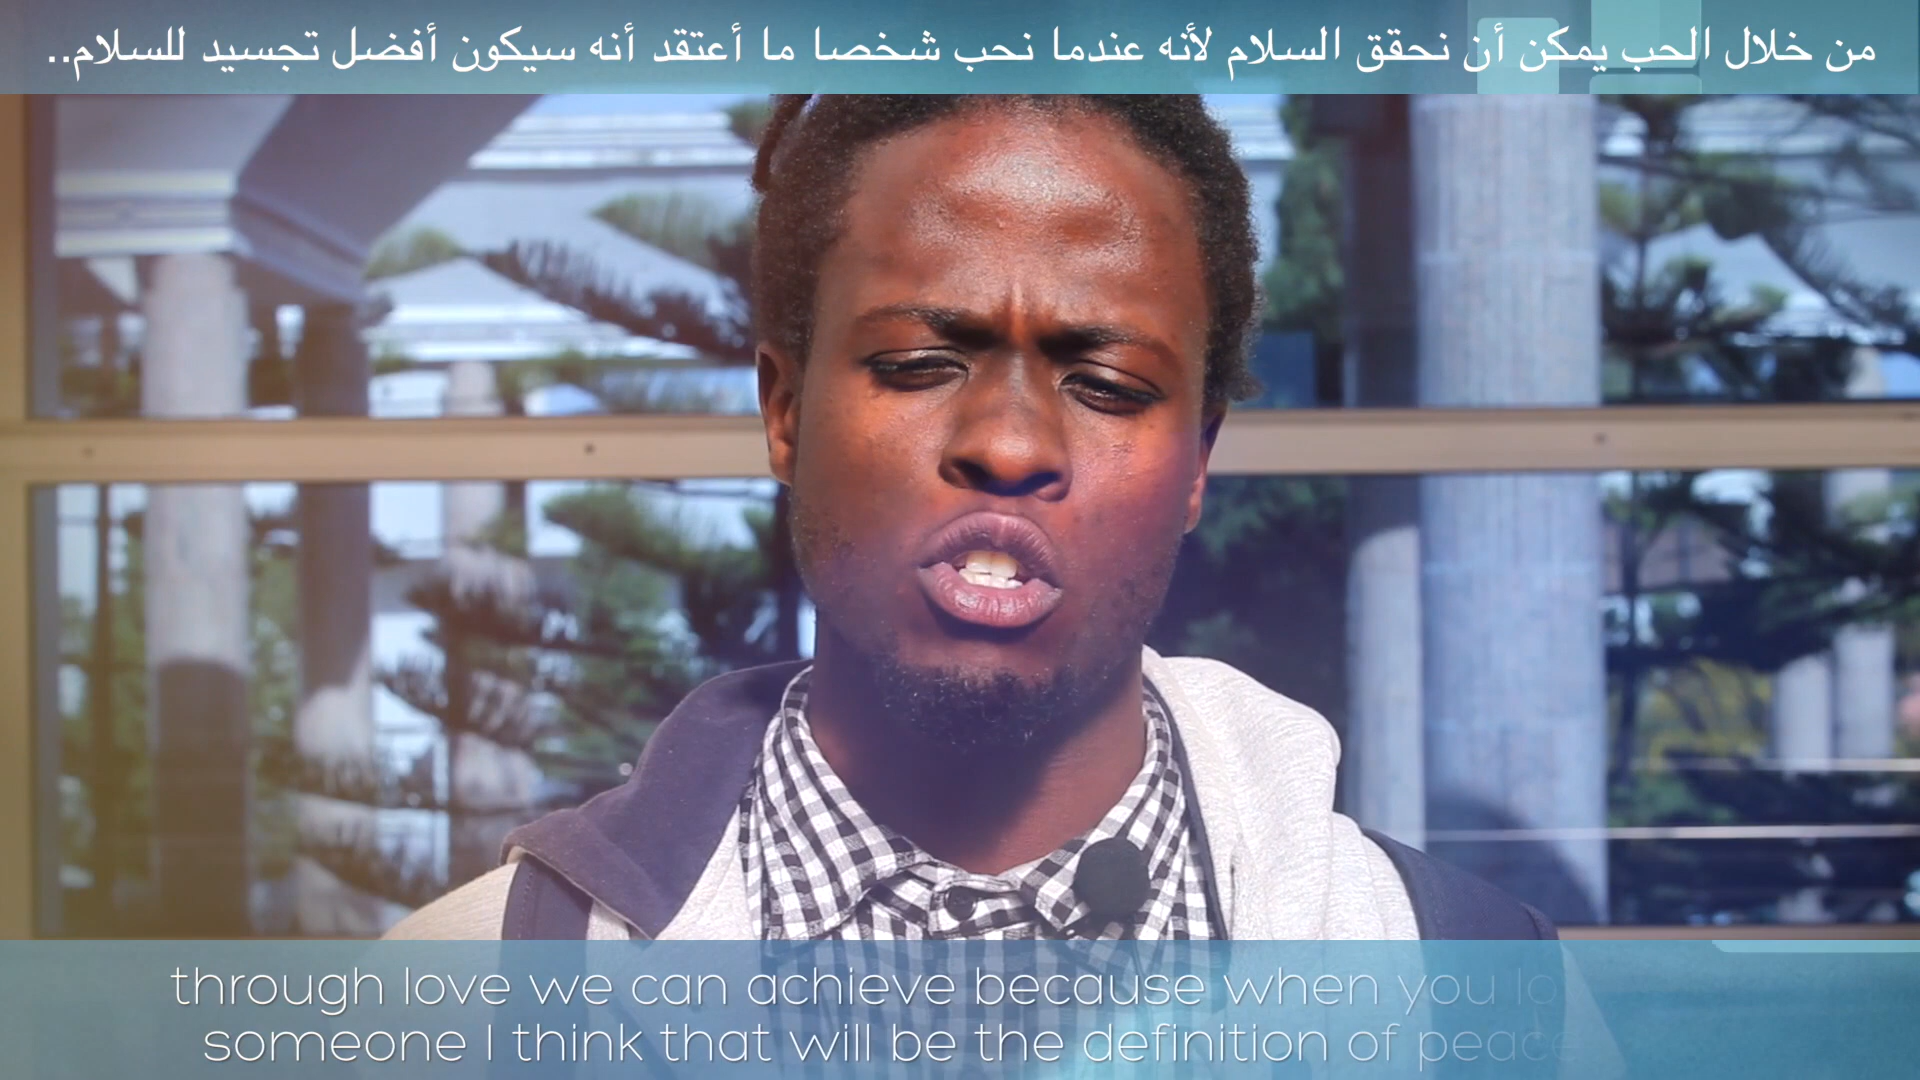 من خلال الحب يمكن أن نحقق السلام لأنه عندما نحب شخصا ما أعتقد أنه سيكون أفضل تجسيد للسلام..
through love we can achieve because when you
someone I think that will be the definition of peace